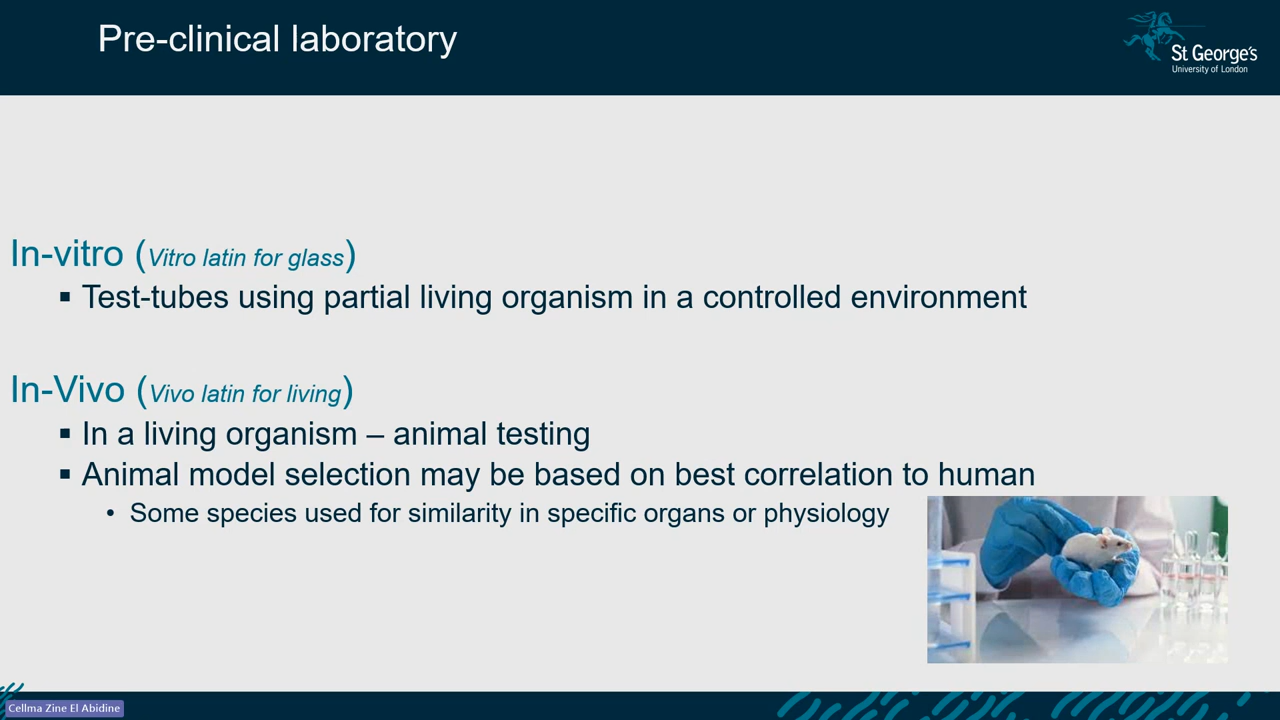 Pre-clinical laboratory
St George's
University of London
In-vitro (Vitro latin for glass)
▪ Test-tubes using partial living organism in a controlled environment
In-Vivo (Vivo latin for living)
▪ In a living organism – animal testing
▪ Animal model selection may be based on best correlation to human
• Some species used for similarity in specific organs or physiology
Cellma Zine El Abidine